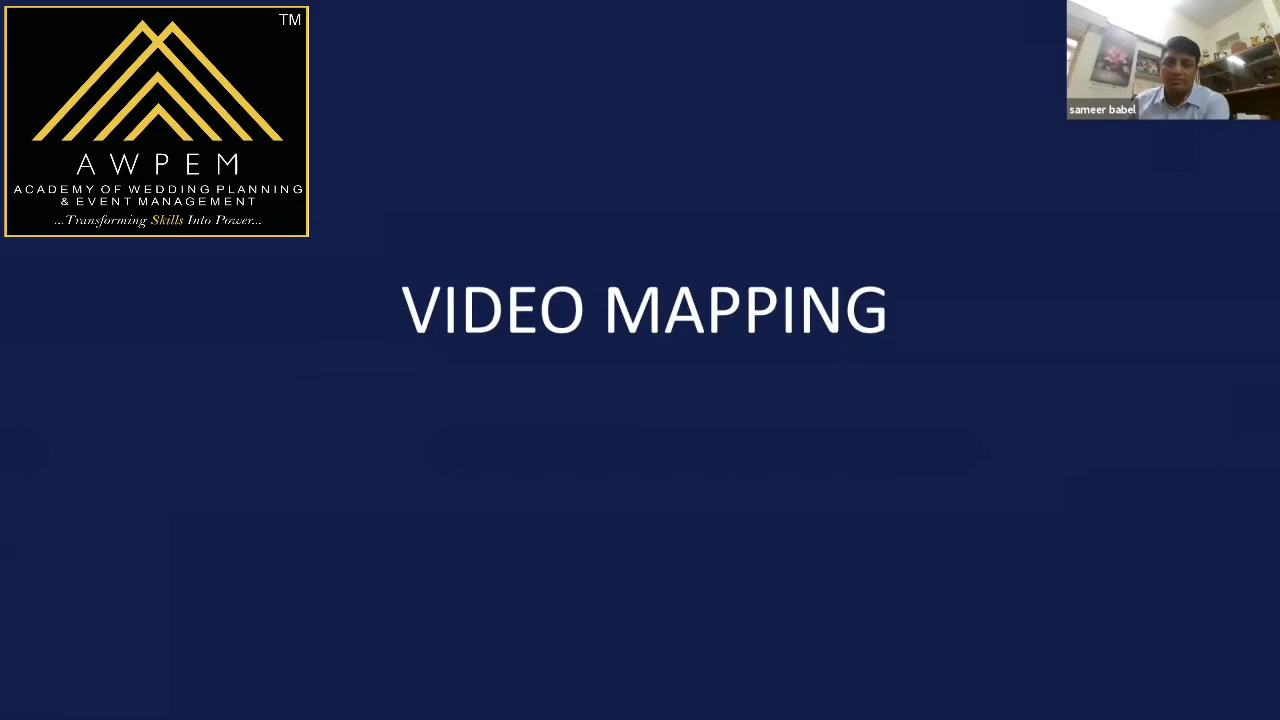 TM
AWPEM
ACADEMY OF WEDDING PLANNING
& EVENT MANAGEMENT
...Transforming Skills Into Power...
sameer babel
VIDEO MAPPING